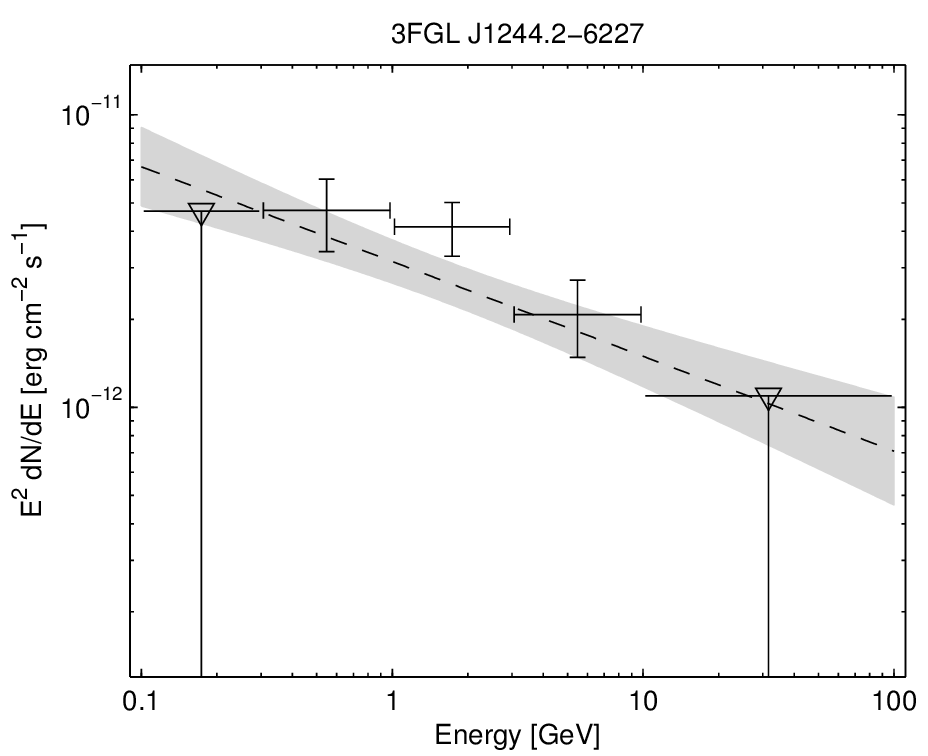 3FGL J1244.2−6227
10⁻¹¹
10⁻¹²
E² dN/dE [erg cm⁻² s⁻¹]
0.1 1 10 100
Energy [GeV]